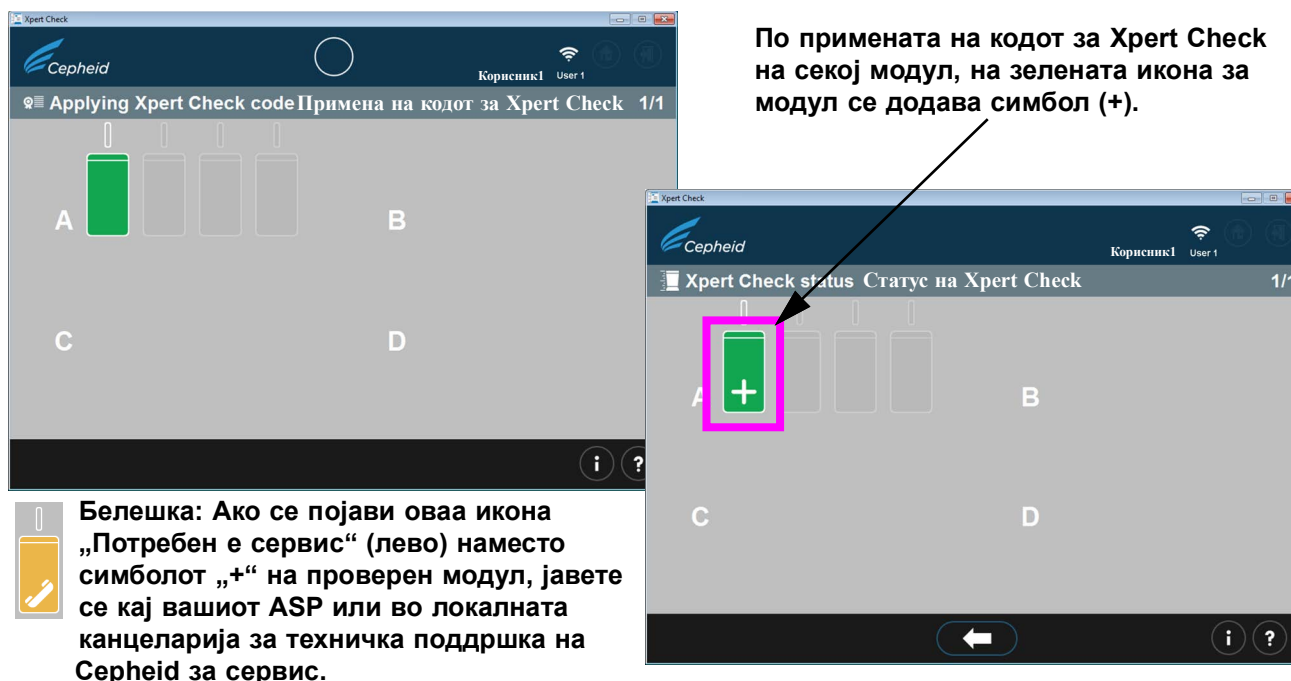 Xpert Check
Cepheid
Корисник1 User 1
Applying Xpert Check code Примена на кодот за Xpert Check 1/1
A
B
C
D
i ?
По примената на кодот за Xpert Check
на секој модул, на зелената икона за
модул се додава симбол (+).
Xpert Check
Cepheid
Корисник1 User 1
Xpert Check status Статус на Xpert Check 1/1
+
A
B
C
D
i ?
Белешка: Ако се појави оваа икона
„Потребен е сервис“ (лево) наместо
симболот „+“ на проверен модул, јавете
се кај вашиот ASP или во локалната
канцеларија за техничка поддршка на
Cepheid за сервис.